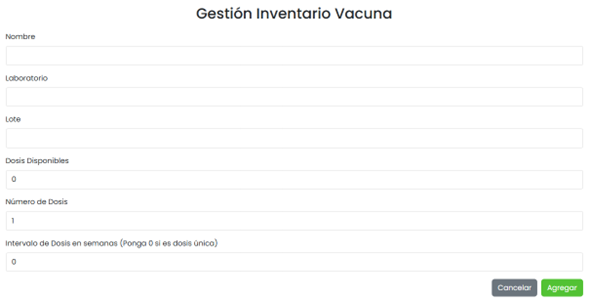 Gestión Inventario Vacuna
Nombre
Laboratorio
Lote
Dosis Disponibles
0
Número de Dosis
1
Intervalo de Dosis en semanas (Ponga 0 si es dosis única)
0
Cancelar Agregar